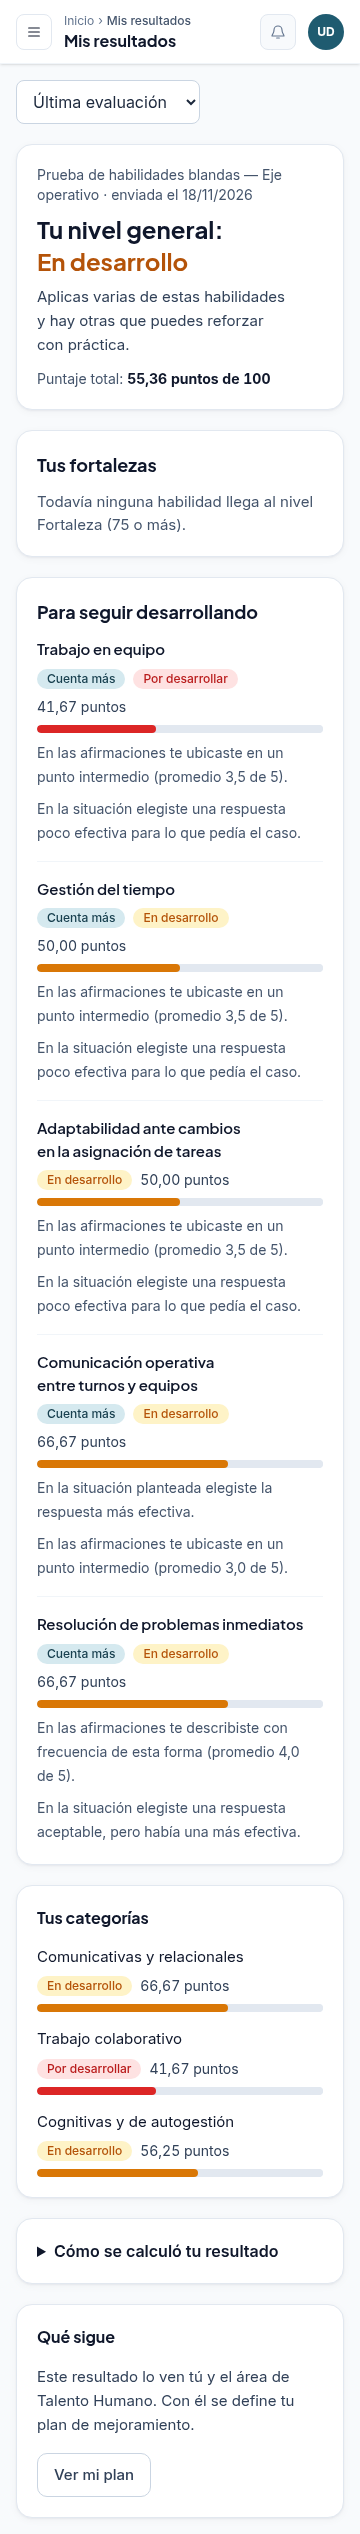 Inicio › Mis resultados
Mis resultados
UD
Última evaluación
Prueba de habilidades blandas — Eje
operativo · enviada el 18/11/2026
Tu nivel general:
En desarrollo
Aplicas varias de estas habilidades
y hay otras que puedes reforzar
con práctica.
Puntaje total: 55,36 puntos de 100
Tus fortalezas
Todavía ninguna habilidad llega al nivel
Fortaleza (75 o más).
Para seguir desarrollando
Trabajo en equipo
Cuenta más Por desarrollar
41,67 puntos
En las afirmaciones te ubicaste en un
punto intermedio (promedio 3,5 de 5).
En la situación elegiste una respuesta
poco efectiva para lo que pedía el caso.
Gestión del tiempo
Cuenta más En desarrollo
50,00 puntos
En las afirmaciones te ubicaste en un
punto intermedio (promedio 3,5 de 5).
En la situación elegiste una respuesta
poco efectiva para lo que pedía el caso.
Adaptabilidad ante cambios
en la asignación de tareas
En desarrollo 50,00 puntos
En las afirmaciones te ubicaste en un
punto intermedio (promedio 3,5 de 5).
En la situación elegiste una respuesta
poco efectiva para lo que pedía el caso.
Comunicación operativa
entre turnos y equipos
Cuenta más En desarrollo
66,67 puntos
En la situación planteada elegiste la
respuesta más efectiva.
En las afirmaciones te ubicaste en un
punto intermedio (promedio 3,0 de 5).
Resolución de problemas inmediatos
Cuenta más En desarrollo
66,67 puntos
En las afirmaciones te describiste con
frecuencia de esta forma (promedio 4,0
de 5).
En la situación elegiste una respuesta
aceptable, pero había una más efectiva.
Tus categorías
Comunicativas y relacionales
En desarrollo 66,67 puntos
Trabajo colaborativo
Por desarrollar 41,67 puntos
Cognitivas y de autogestión
En desarrollo 56,25 puntos
Cómo se calculó tu resultado
Qué sigue
Este resultado lo ven tú y el área de
Talento Humano. Con él se define tu
plan de mejoramiento.
Ver mi plan